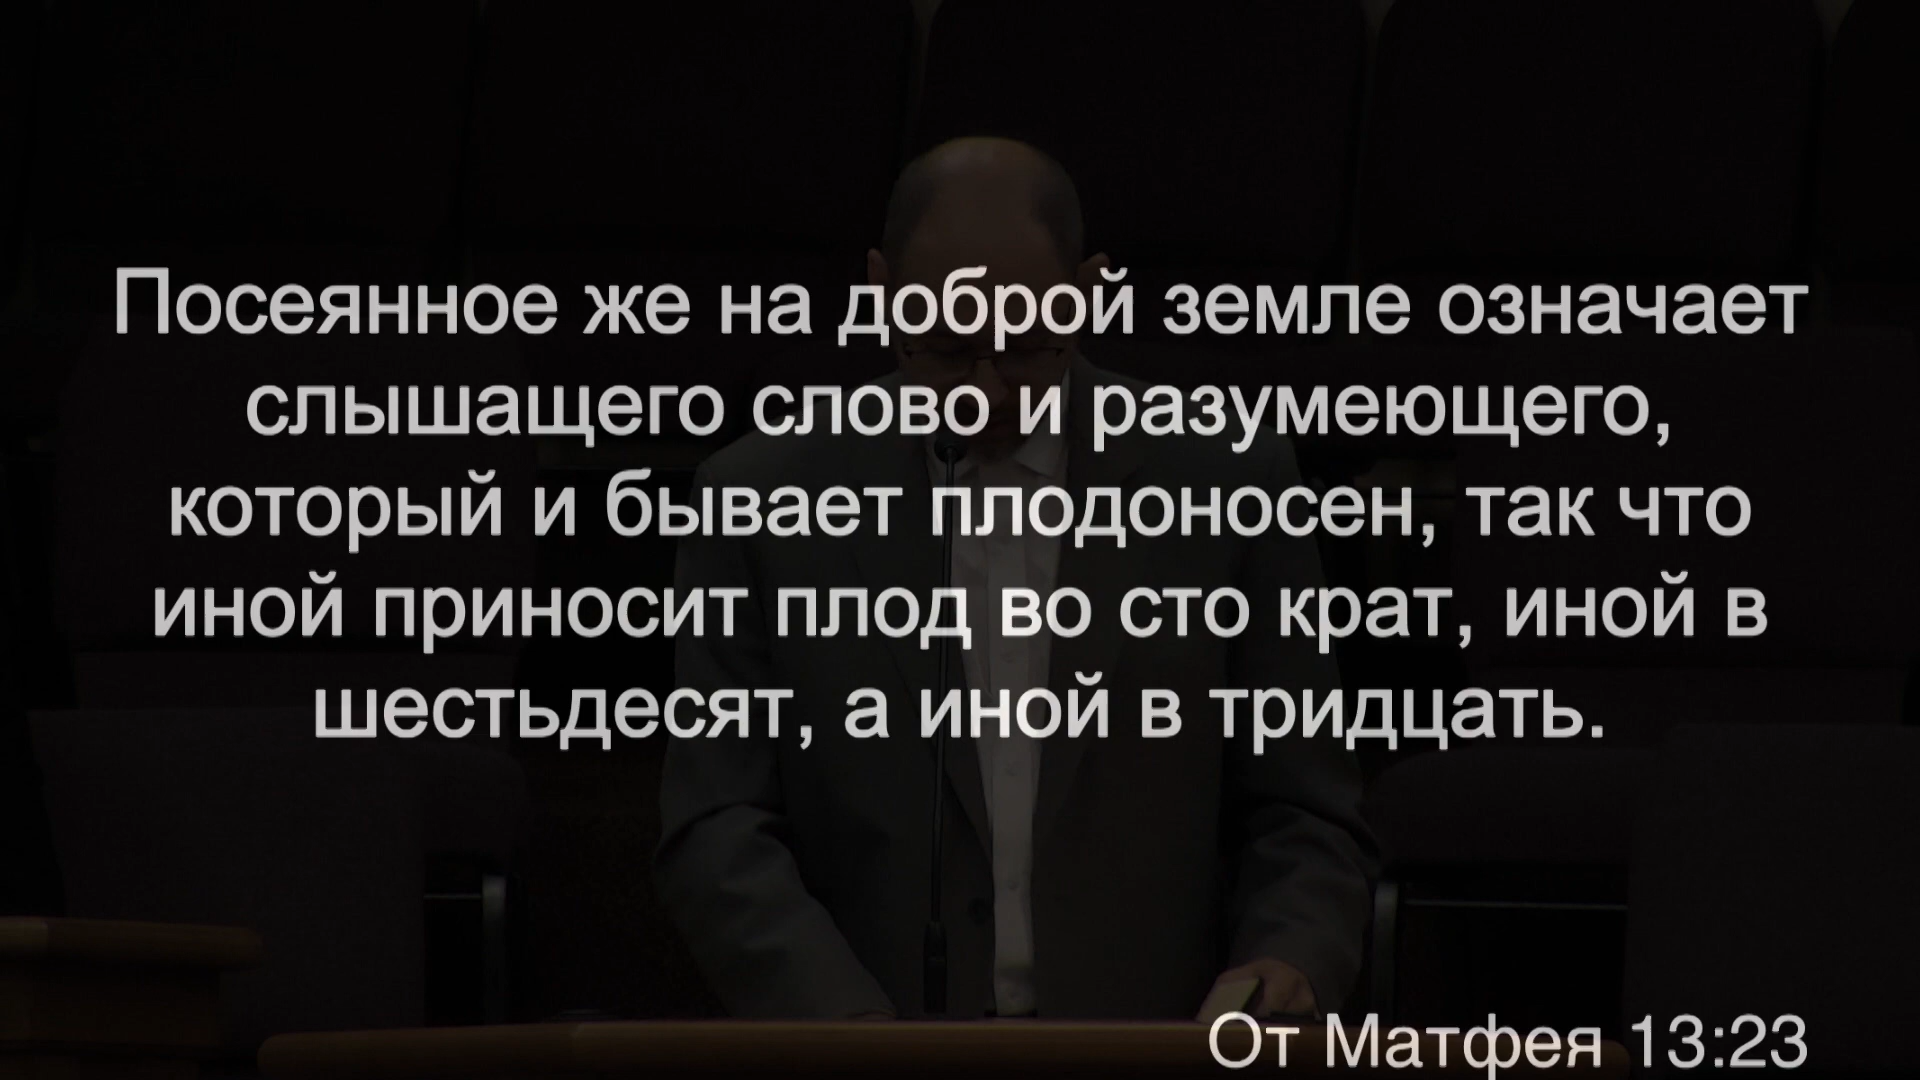 Посеянное же на доброй земле означает
слышащего слово и разумеющего,
который и бывает плодоносен, так что
иной приносит плод во сто крат, иной в
шестьдесят, а иной в тридцать.
От Матфея 13:23